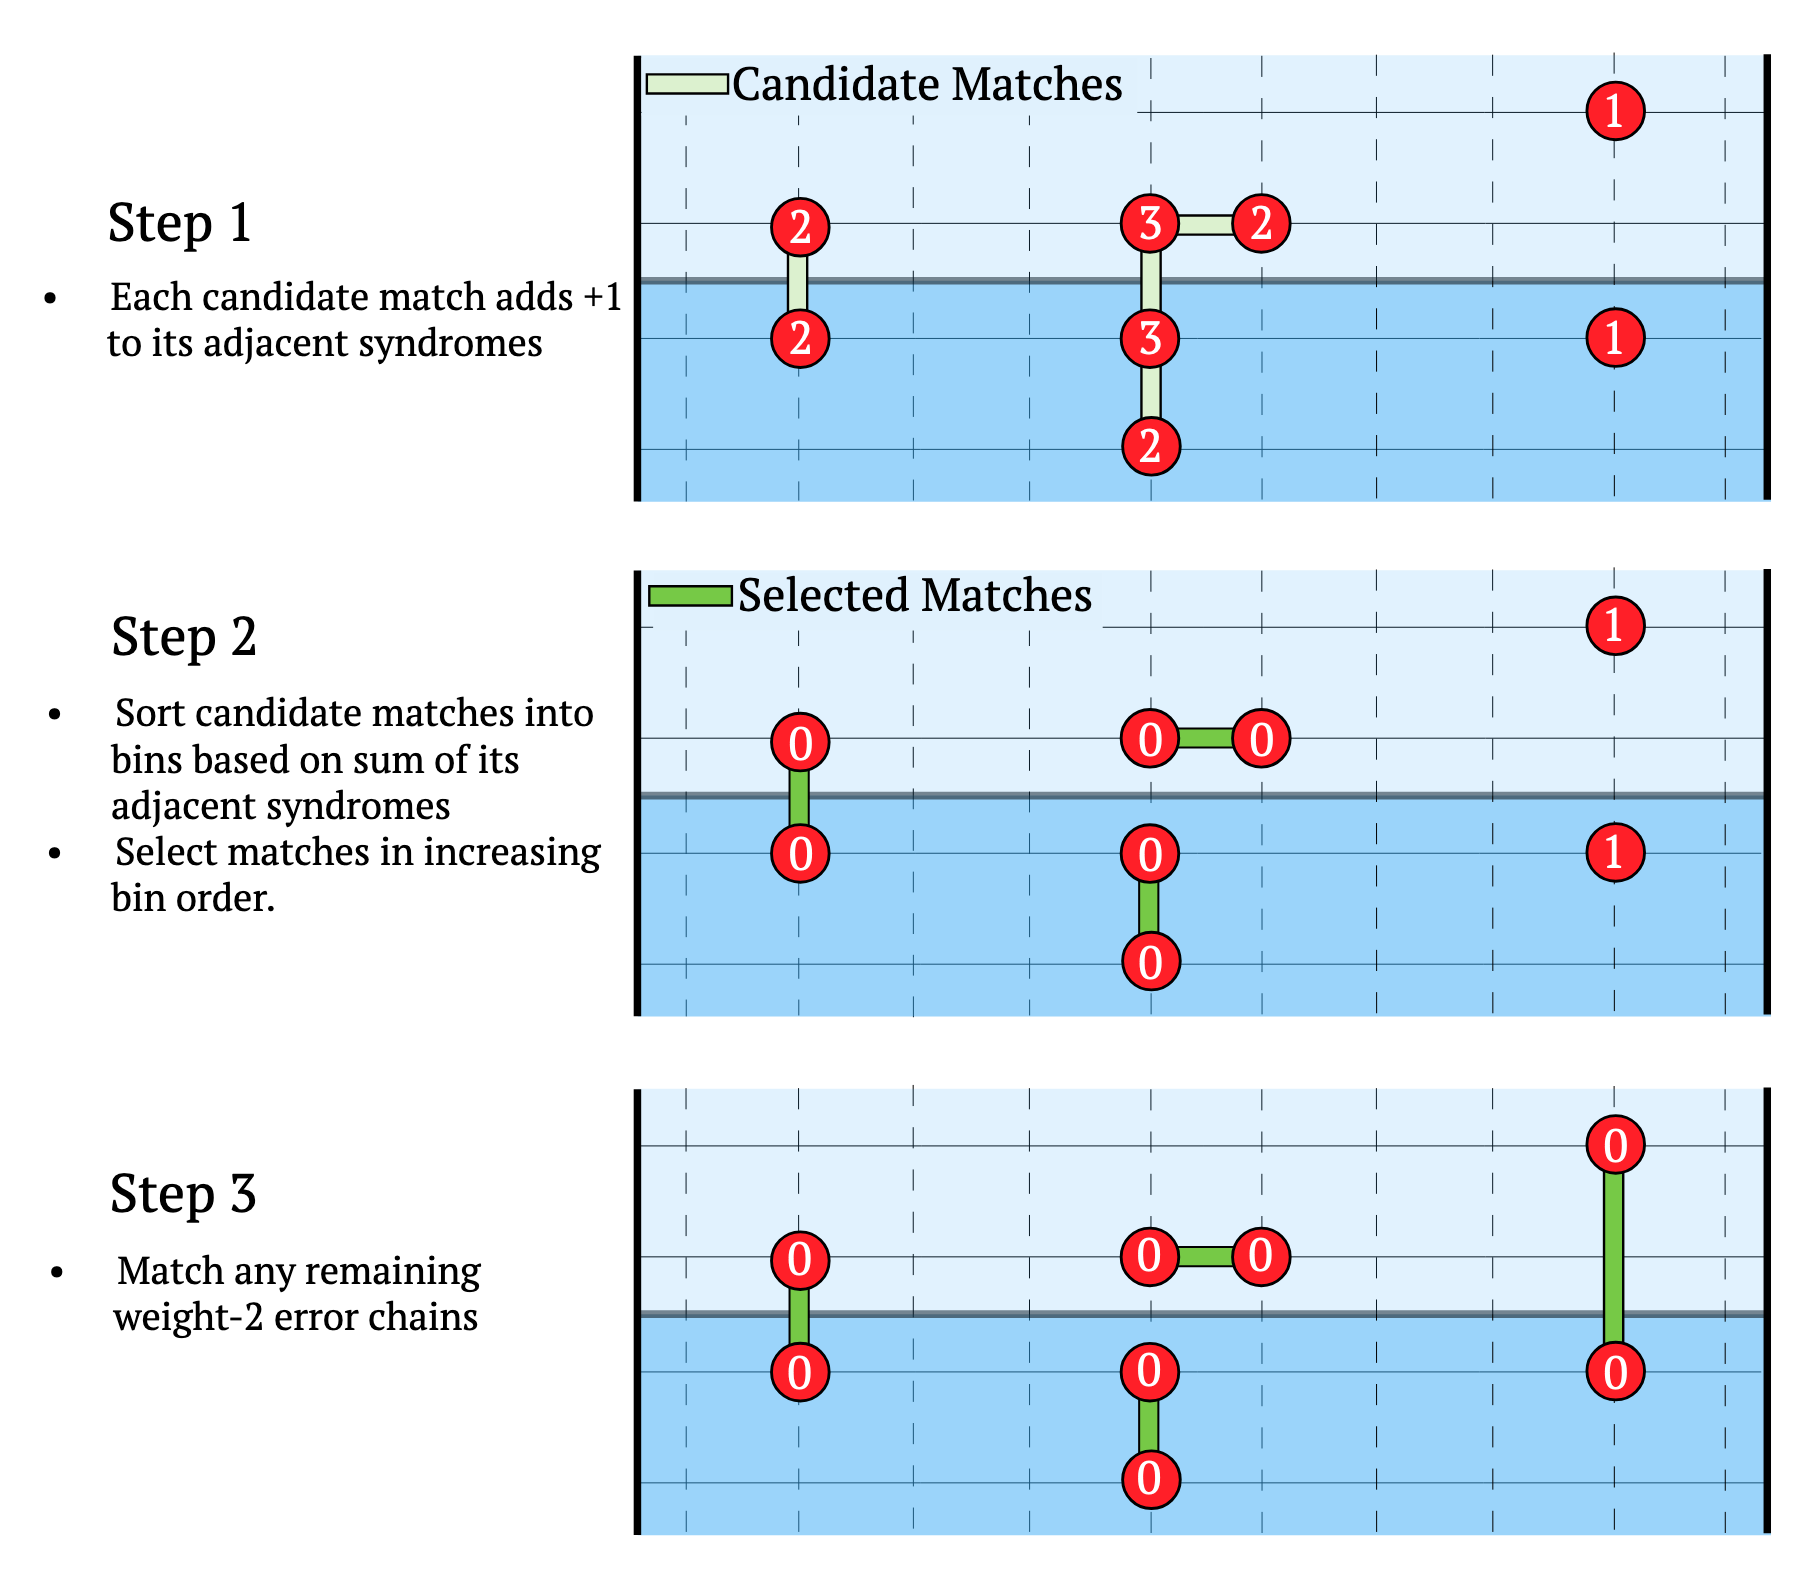 Candidate Matches
1
Step 1
2
3
2
• Each candidate match adds +1
to its adjacent syndromes
2
3
1
2
Selected Matches
1
Step 2
• Sort candidate matches into
bins based on sum of its
adjacent syndromes
• Select matches in increasing
bin order.
0
0
0
0
0
1
0
Step 3
• Match any remaining
weight-2 error chains
0
0
0
0
0
0
0
0